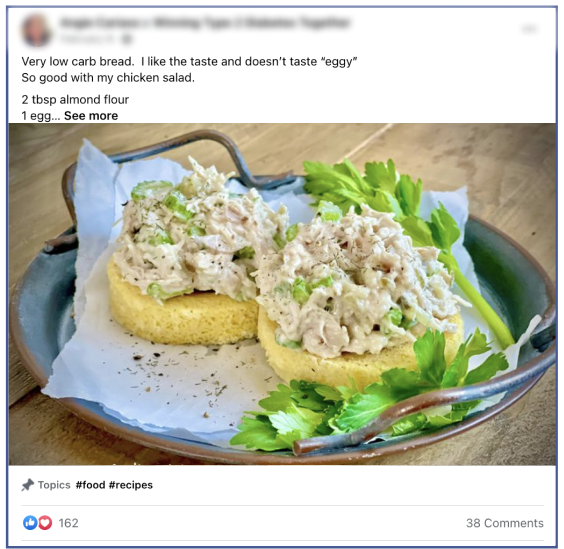 Very low carb bread.  I like the taste and doesn't taste "eggy"
So good with my chicken salad.
2 tbsp almond flour
1 egg... See more
Topics #food #recipes
162
38 Comments